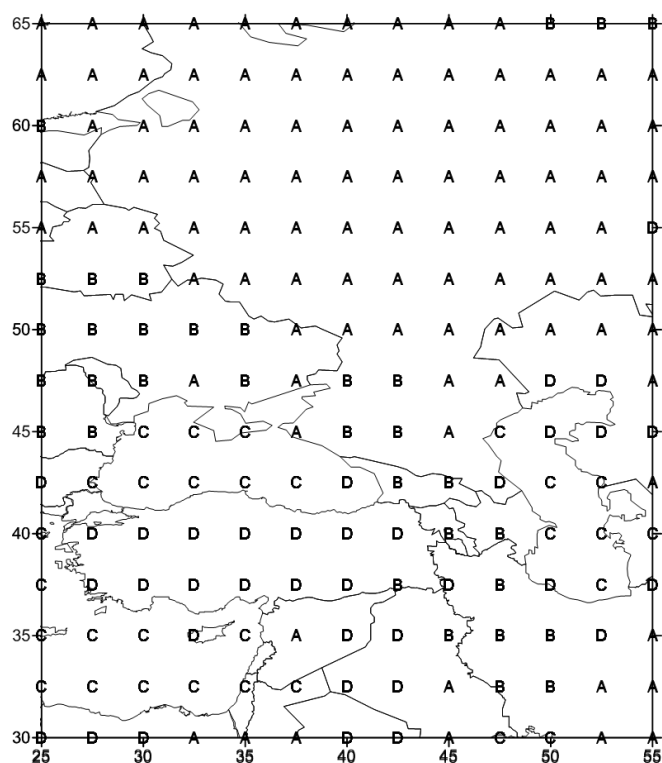 65 A A A A A A A A A A B B B
A A A A A A A A A A A A A
60 B A A A A A A A A A A A A
A A A A A A A A A A A A A
55 A A A A A A A A A A A A D
B B B A A A A A A A A A A
50 B B B B B A A A A A A A A
B B B A B A B B A A D D A
45 B B C C C A B B A C D D D
D C C C C C D B B D C C A
40 C D D D D D D D B B C C C
C D D D D D D B D B D C D
35 C C C D C A D D B B B D A
C C C C C C D D A B B A A
30 D D D A A A D D A C C A A
25 30 35 40 45 50 55